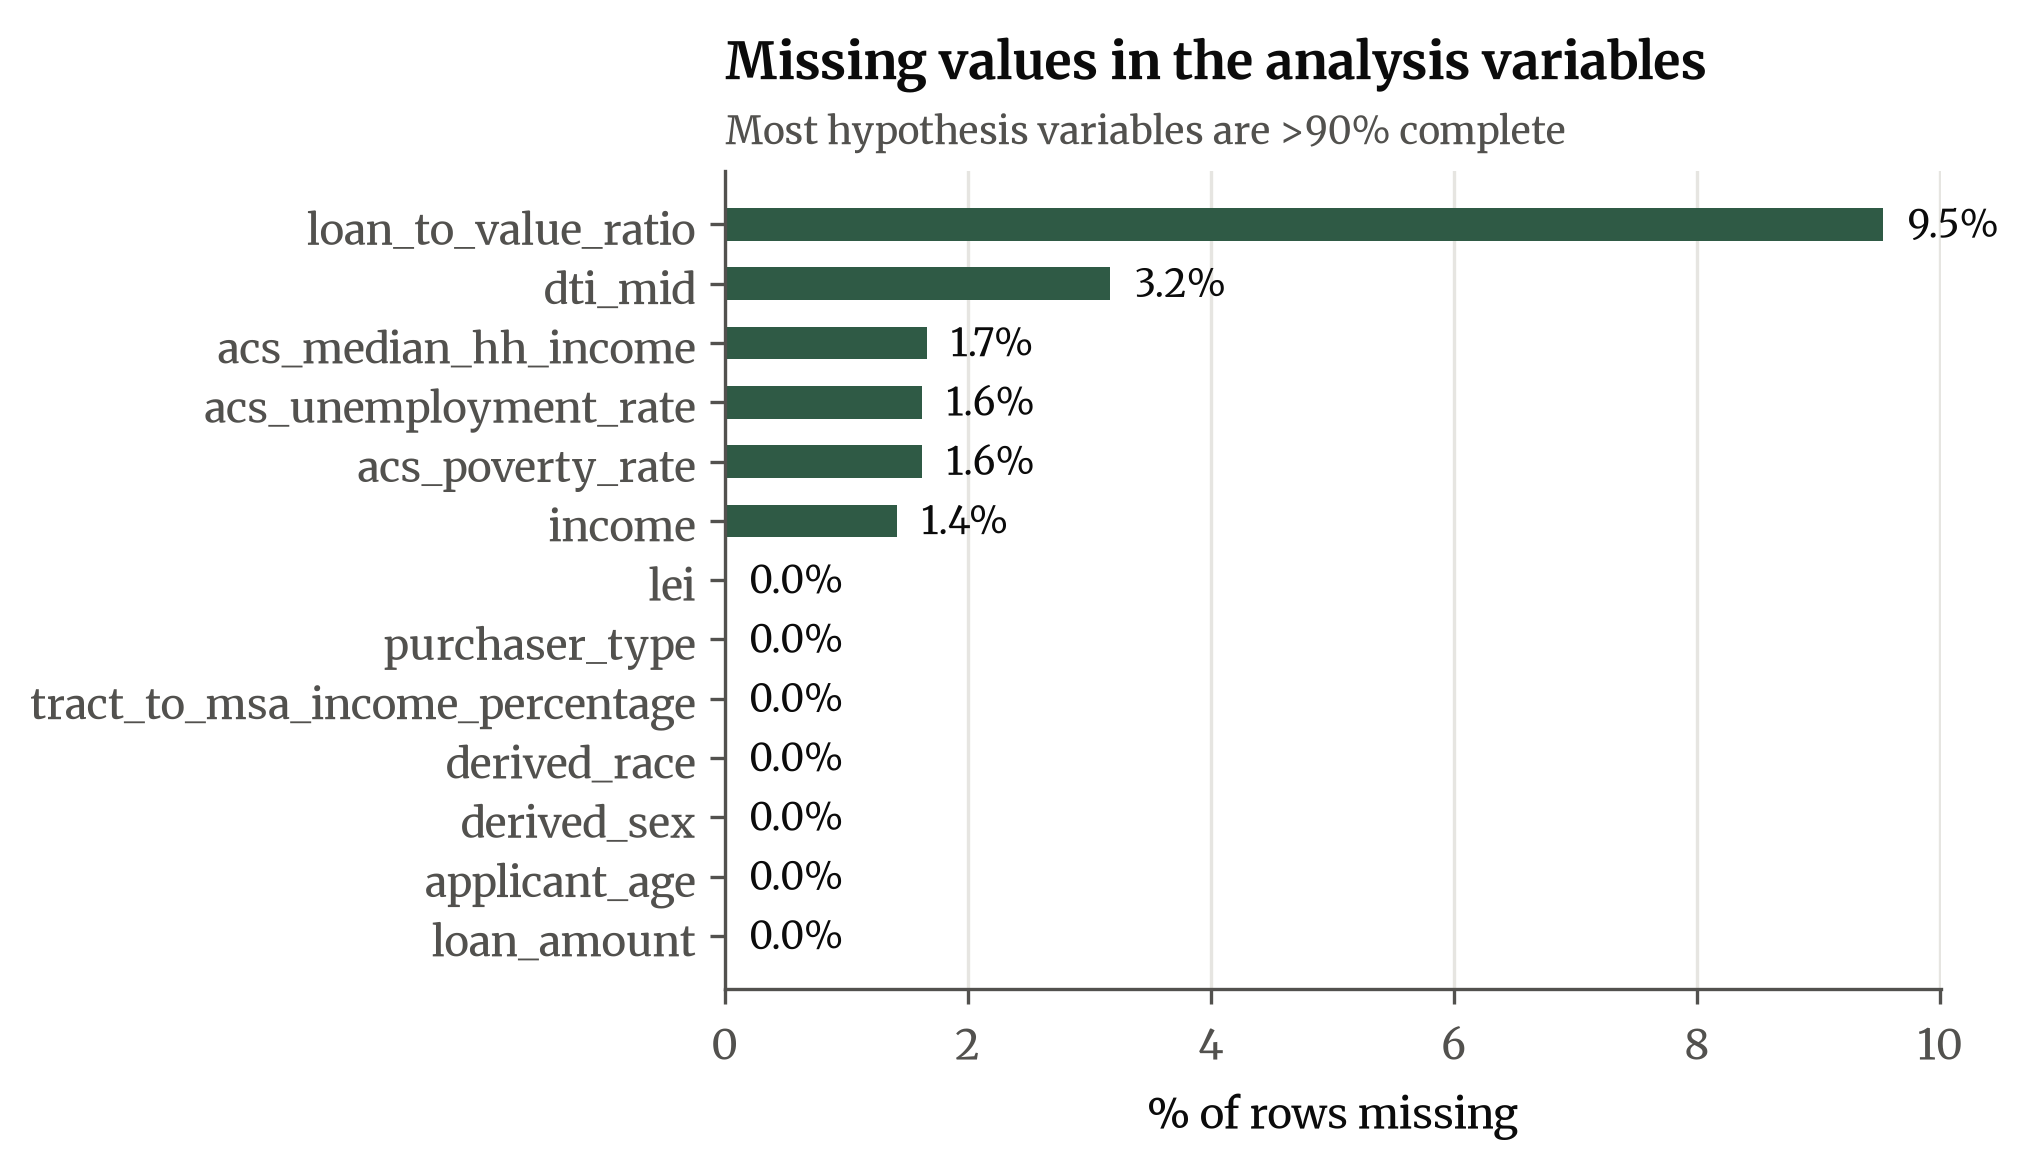 Missing values in the analysis variables
Most hypothesis variables are >90% complete
loan_to_value_ratio 9.5%
dti_mid 3.2%
acs_median_hh_income 1.7%
acs_unemployment_rate 1.6%
acs_poverty_rate 1.6%
income 1.4%
lei 0.0%
purchaser_type 0.0%
tract_to_msa_income_percentage 0.0%
derived_race 0.0%
derived_sex 0.0%
applicant_age 0.0%
loan_amount 0.0%
0 2 4 6 8 10
% of rows missing